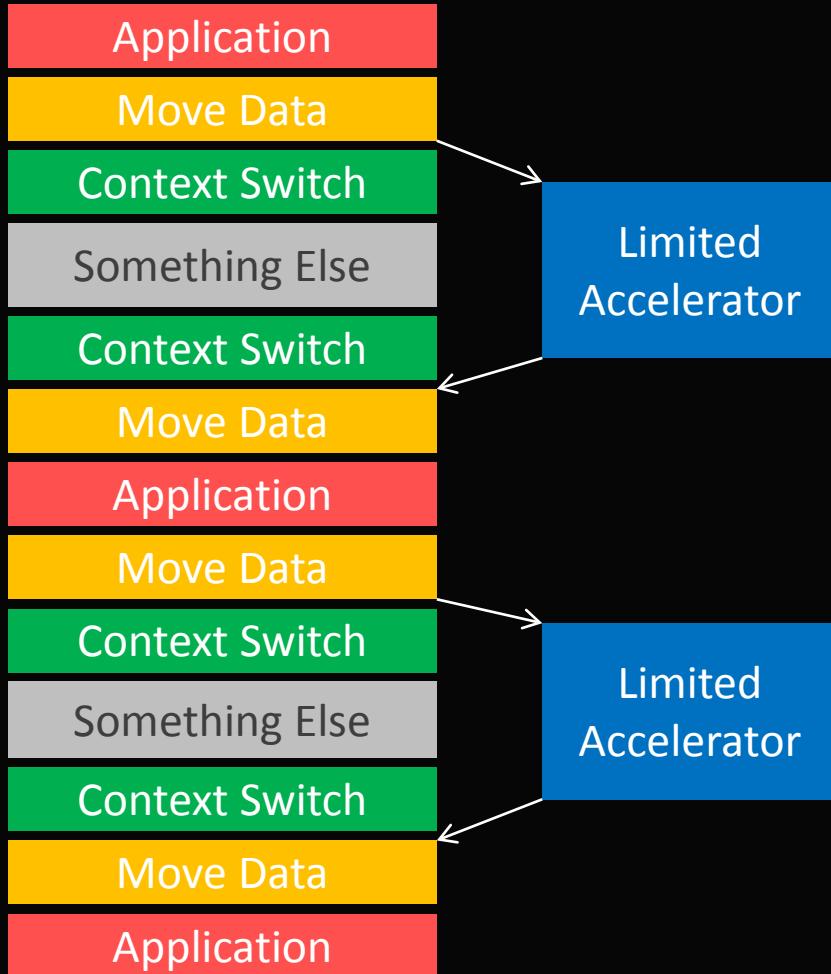 Application
Move Data
Context Switch
Something Else
Context Switch
Move Data
Application
Move Data
Context Switch
Something Else
Context Switch
Move Data
Application
Limited
Accelerator
Limited
Accelerator